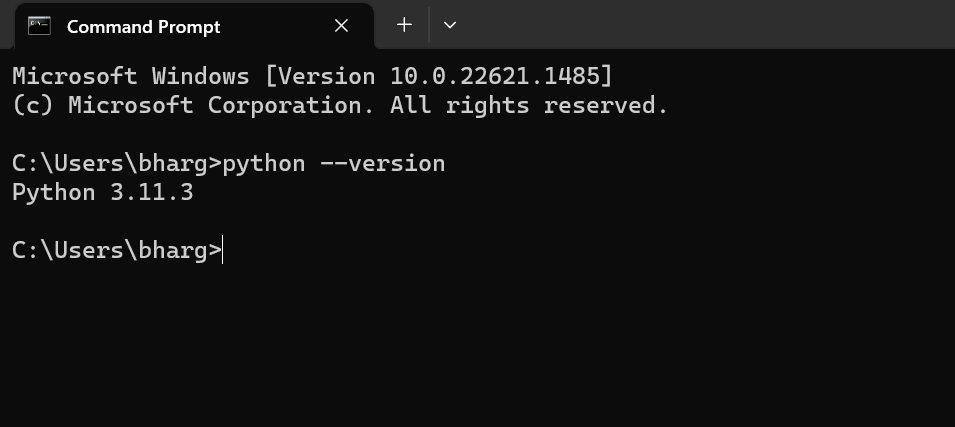 Command Prompt
Microsoft Windows [Version 10.0.22621.1485]
(c) Microsoft Corporation. All rights reserved.
C:\Users\bharg>python --version
Python 3.11.3
C:\Users\bharg>